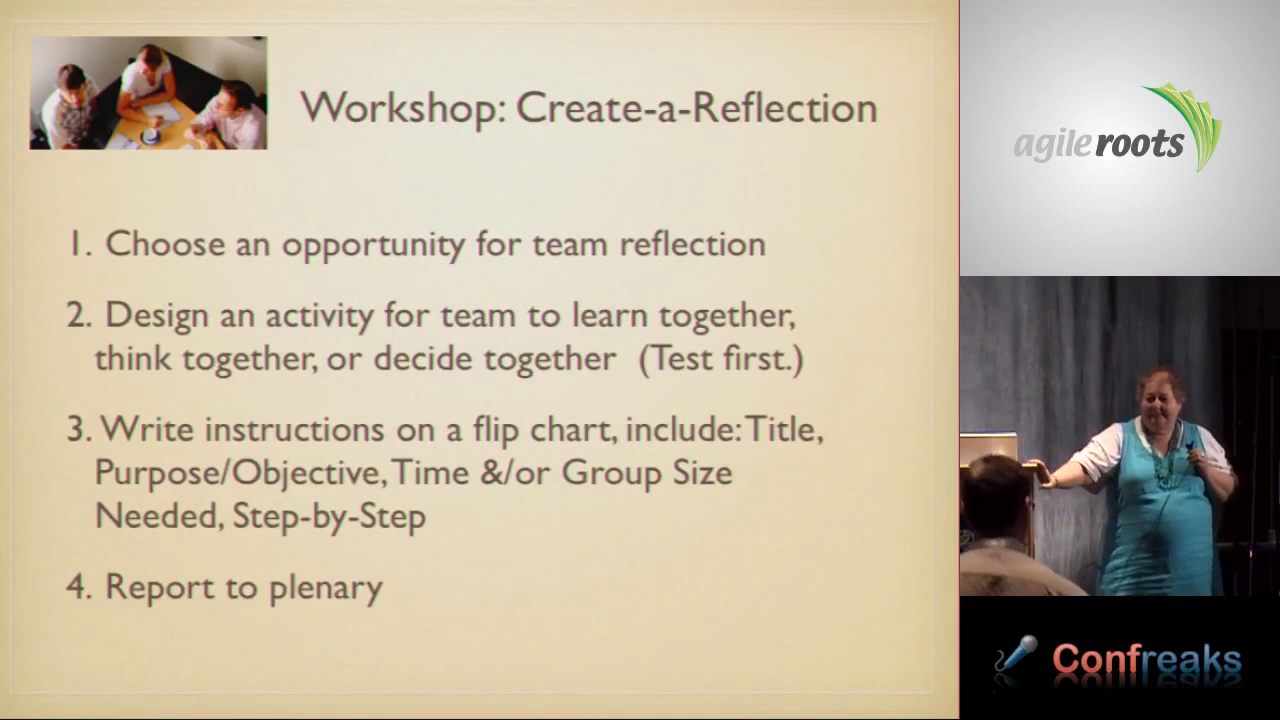 Workshop: Create-a-Reflection
1. Choose an opportunity for team reflection
2. Design an activity for team to learn together,
think together, or decide together (Test first.)
3. Write instructions on a flip chart, include: Title,
Purpose/Objective, Time &/or Group Size
Needed, Step-by-Step
4. Report to plenary
agile roots
Confreaks